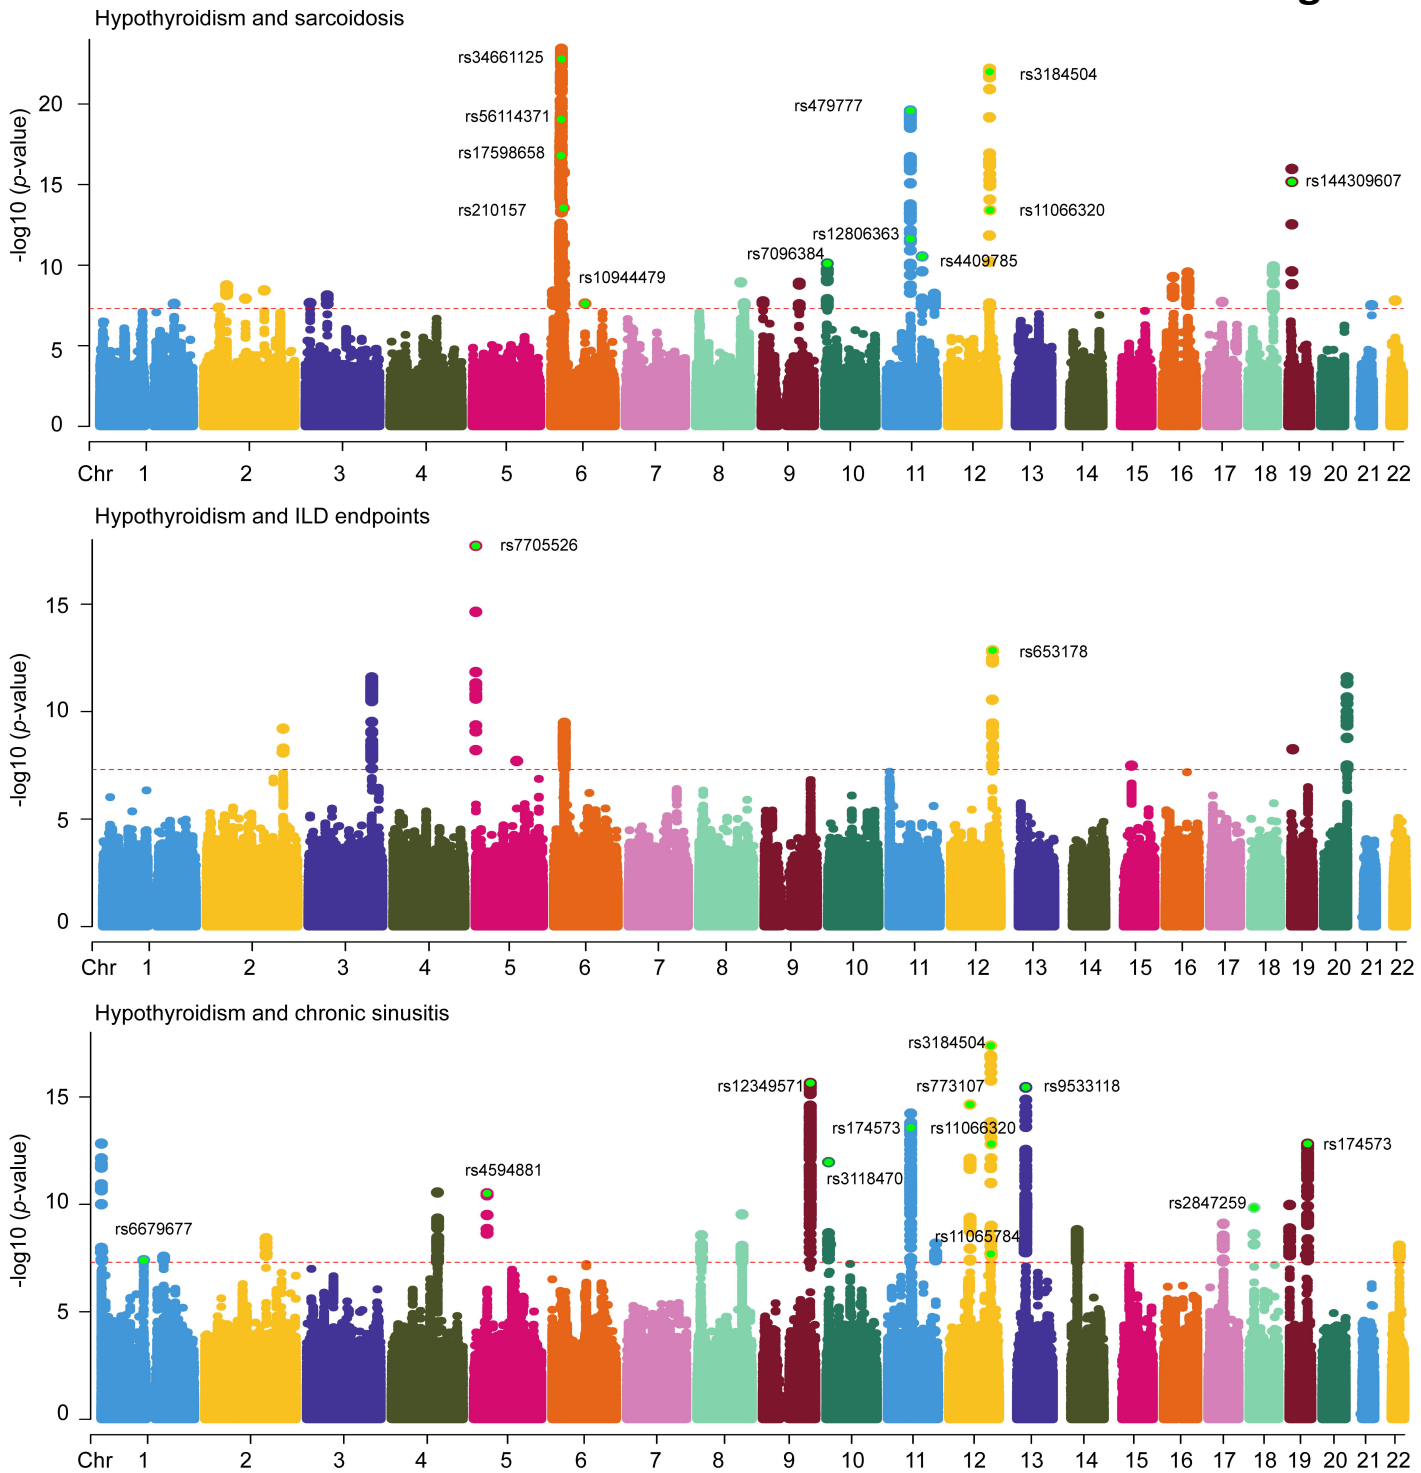 g
Hypothyroidism and sarcoidosis
-log10 (p-value)
20
15
10
5
0
rs34661125
rs56114371
rs17598658
rs210157
rs10944479
rs7096384
rs479777
rs12806363
rs4409785
rs3184504
rs11066320
rs144309607
Chr 1 2 3 4 5 6 7 8 9 10 11 12 13 14 15 16 17 18 19 20 21 22
Hypothyroidism and ILD endpoints
-log10 (p-value)
15
10
5
0
rs7705526
rs653178
Chr 1 2 3 4 5 6 7 8 9 10 11 12 13 14 15 16 17 18 19 20 21 22
Hypothyroidism and chronic sinusitis
-log10 (p-value)
15
10
5
0
rs6679677
rs4594881
rs12349571
rs3118470
rs174573
rs3184504
rs773107
rs11066320
rs11065784
rs9533118
rs2847259
rs174573
Chr 1 2 3 4 5 6 7 8 9 10 11 12 13 14 15 16 17 18 19 20 21 22